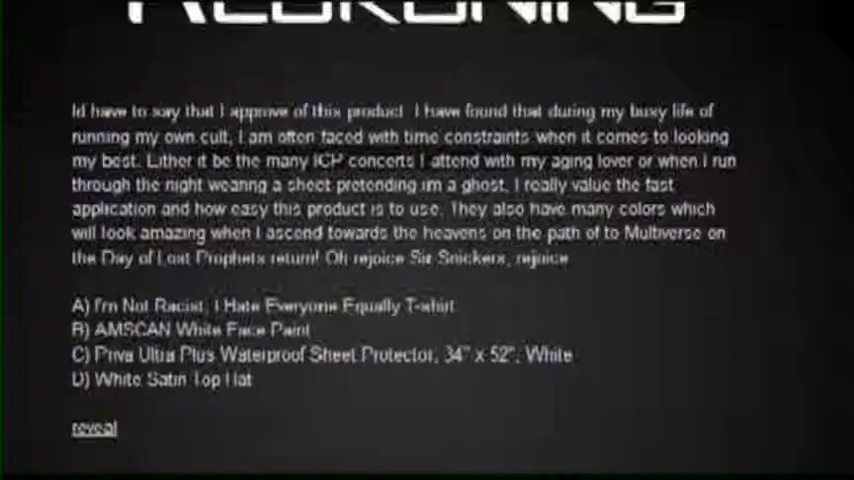 RECKONING
Id have to say that I approve of this product. I have found that during my busy life of
running my own cult, I am often faced with time constraints when it comes to looking
my best. Either it be the many ICP concerts I attend with my aging lover or when I run
through the night wearing a sheet pretending im a ghost, I really value the fast
application and how easy this product is to use. They also have many colors which
will look amazing when I ascend towards the heavens on the path of to Multiverse on
the Day of Lost Prophets return! Oh rejoice Sir Snickers, rejoice
A) I'm Not Racist, I Hate Everyone Equally T-shirt
B) AMSCAN White Face Paint
C) Priva Ultra Plus Waterproof Sheet Protector, 34" x 52", White
D) White Satin Top Hat
reveal